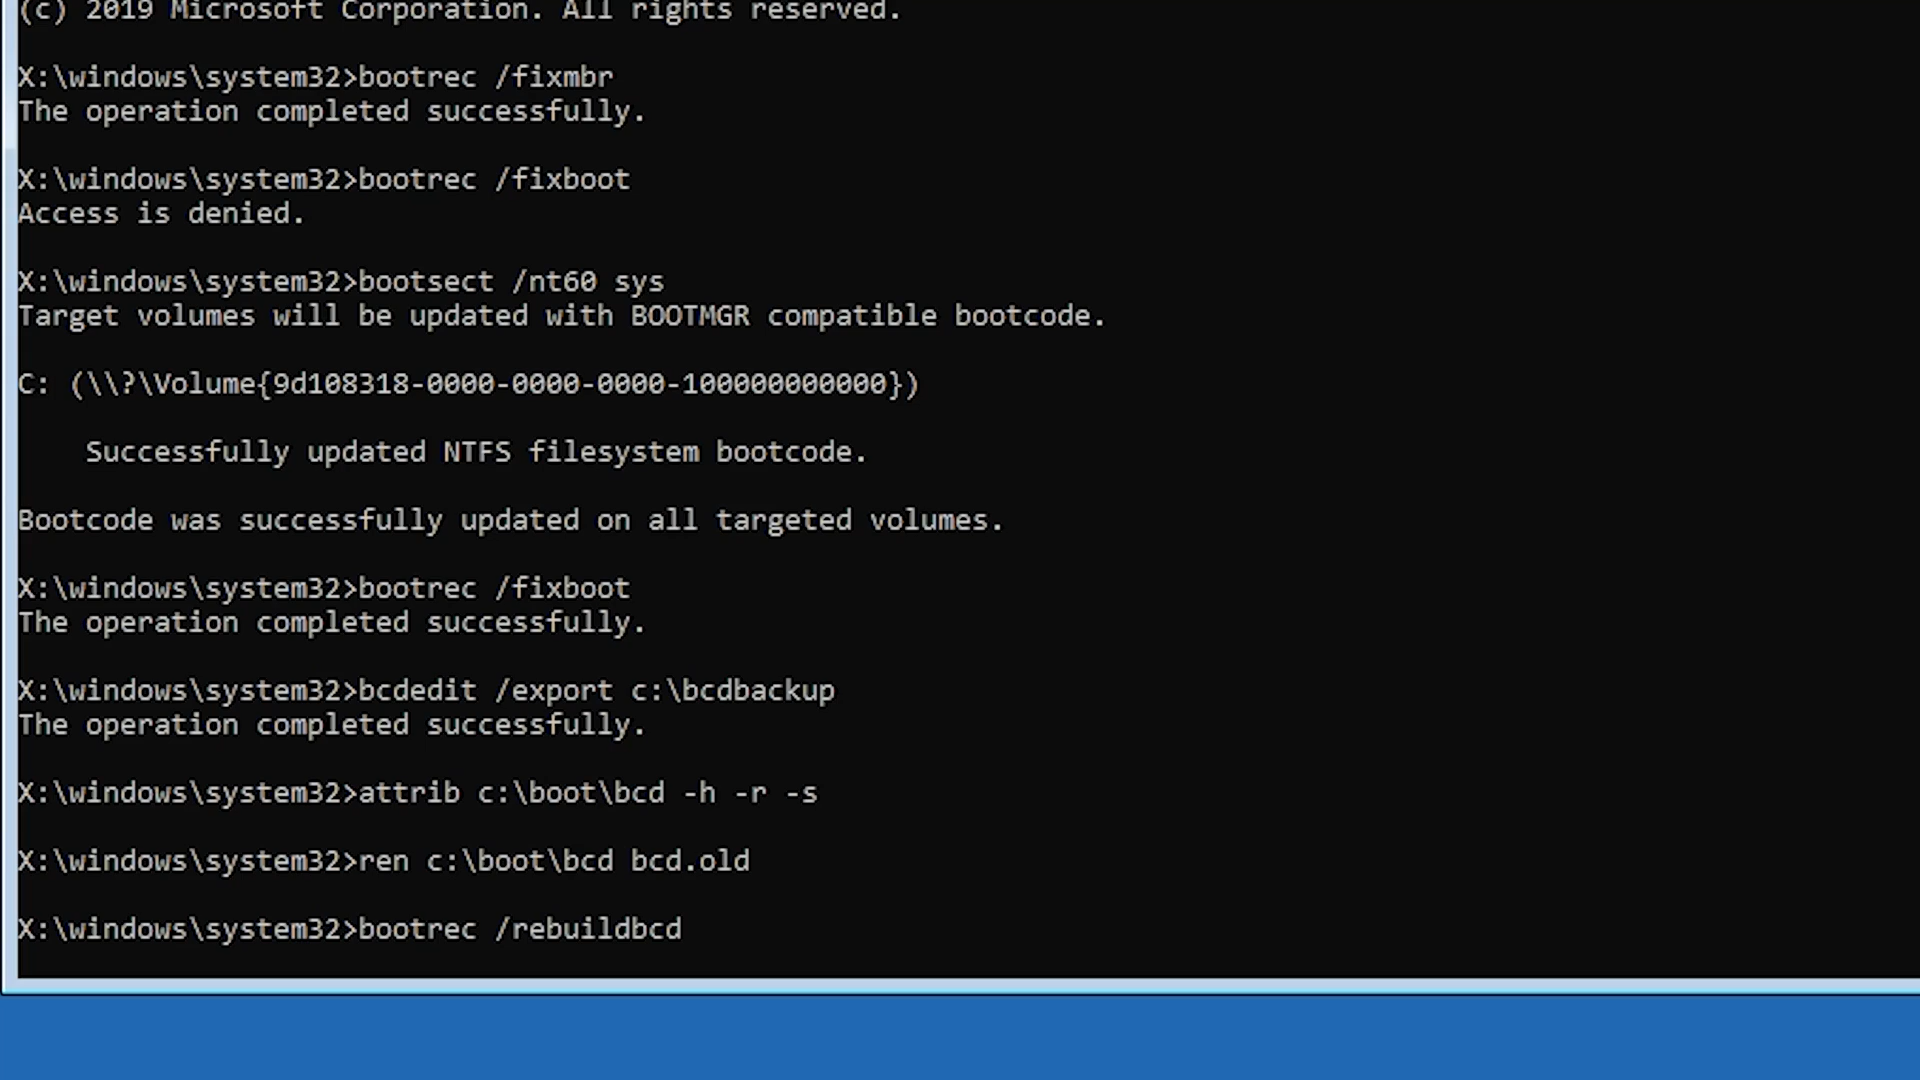 (c) 2019 Microsoft Corporation. All rights reserved.
X:\windows\system32>bootrec /fixmbr
The operation completed successfully.
X:\windows\system32>bootrec /fixboot
Access is denied.
X:\windows\system32>bootsect /nt60 sys
Target volumes will be updated with BOOTMGR compatible bootcode.
C: (\\?\Volume{9d108318-0000-0000-0000-100000000000})
Successfully updated NTFS filesystem bootcode.
Bootcode was successfully updated on all targeted volumes.
X:\windows\system32>bootrec /fixboot
The operation completed successfully.
X:\windows\system32>bcdedit /export c:\bcdbackup
The operation completed successfully.
X:\windows\system32>attrib c:\boot\bcd -h -r -s
X:\windows\system32>ren c:\boot\bcd bcd.old
X:\windows\system32>bootrec /rebuildbcd